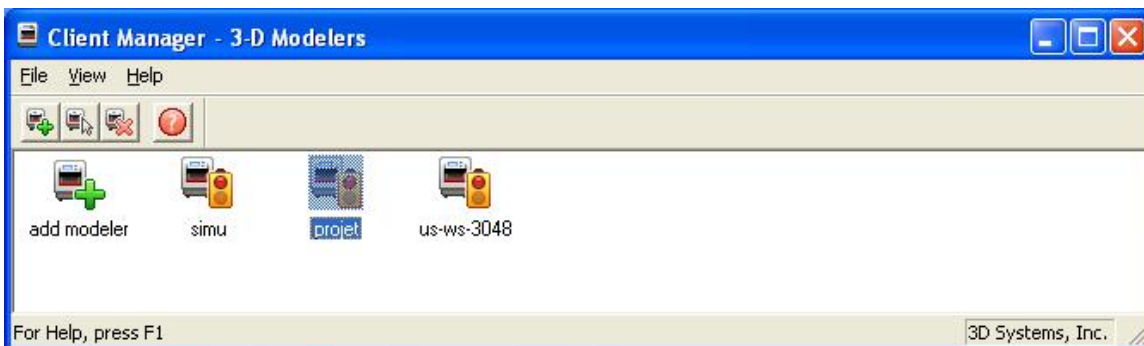 Client Manager - 3-D Modelers
File View Help
add modeler simu projet us-ws-3048
For Help, press F1 3D Systems, Inc.